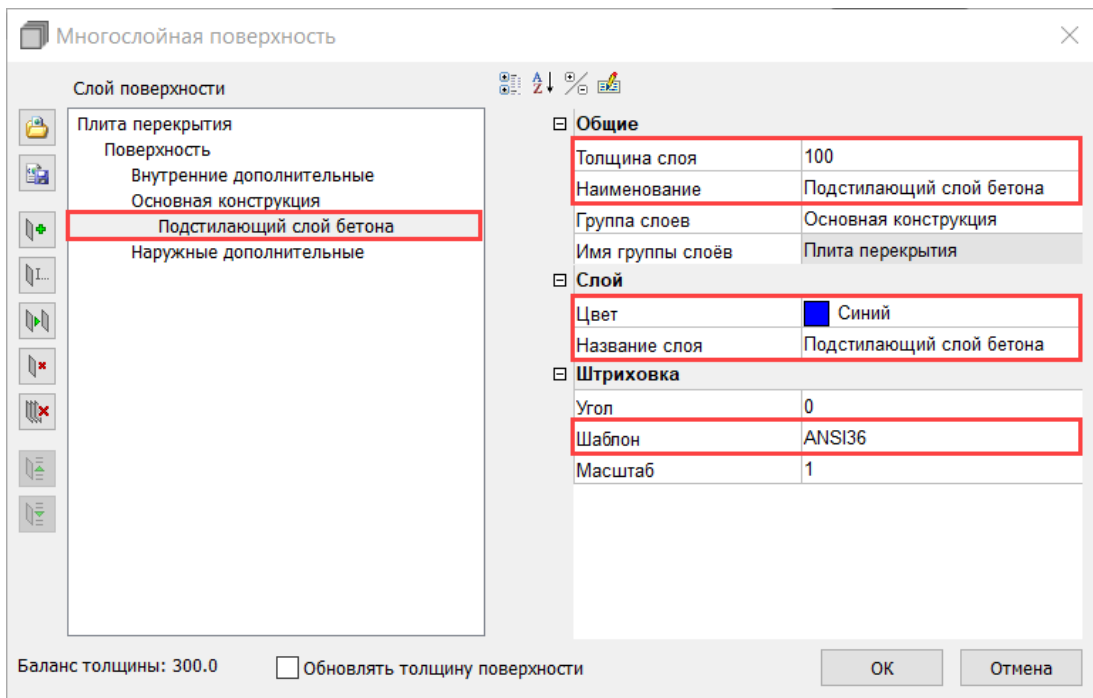 Многослойная поверхность
Слой поверхности
Плита перекрытия
Поверхность
Внутренние дополнительные
Основная конструкция
Подстилающий слой бетона
Наружные дополнительные
Общие
Толщина слоя 100
Наименование Подстилающий слой бетона
Группа слоев Основная конструкция
Имя группы слоёв Плита перекрытия
Слой
Цвет Синий
Название слоя Подстилающий слой бетона
Штриховка
Угол 0
Шаблон ANSI36
Масштаб 1
Баланс толщины: 300.0 Обновлять толщину поверхности ОК Отмена